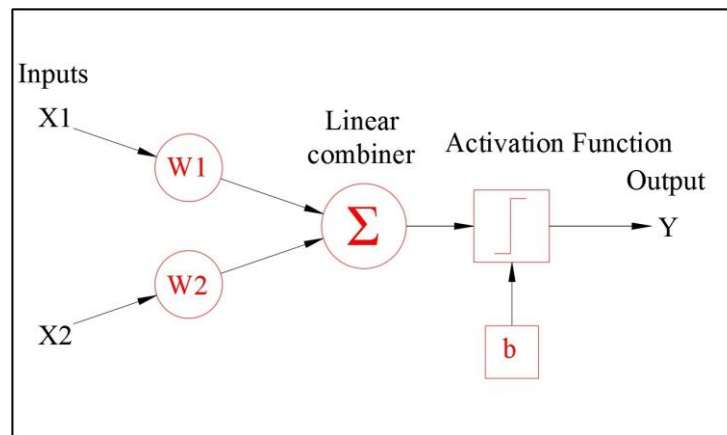 Inputs
X1
W1
Linear
combiner
Activation Function
Output
Σ
Y
W2
X2
b